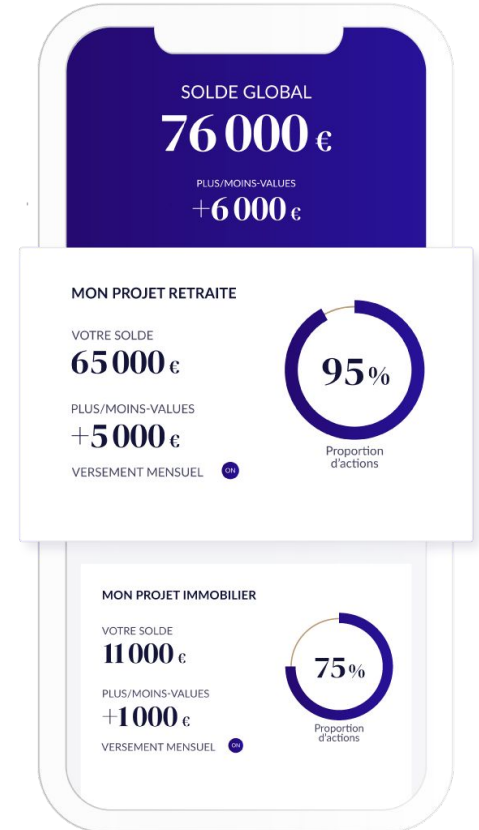 SOLDE GLOBAL
76 000 €
PLUS/MOINS-VALUES
+6 000 €
MON PROJET RETRAITE
VOTRE SOLDE
65 000 €
95%
PLUS/MOINS-VALUES
+5 000 €
Proportion
d'actions
VERSEMENT MENSUEL ON
MON PROJET IMMOBILIER
VOTRE SOLDE
11 000 €
75%
PLUS/MOINS-VALUES
+1 000 €
Proportion
d'actions
VERSEMENT MENSUEL ON